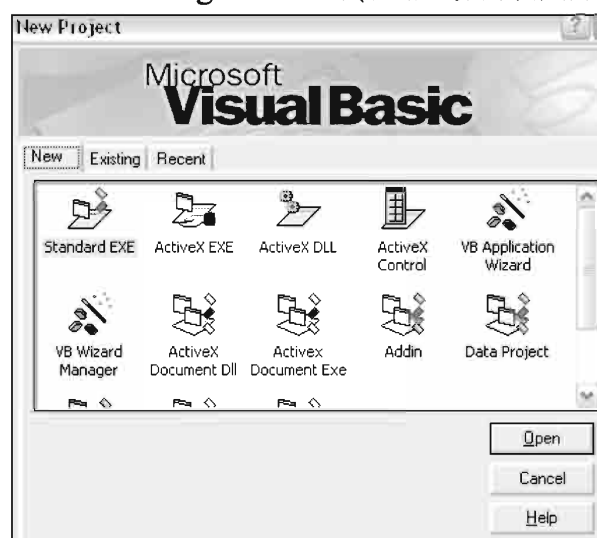 New Project
Microsoft
Visual Basic
New Existing Recent
Standard EXE ActiveX EXE ActiveX DLL ActiveX Control VB Application Wizard
VB Wizard Manager ActiveX Document Dll Activex Document Exe Addin Data Project
Open
Cancel
Help